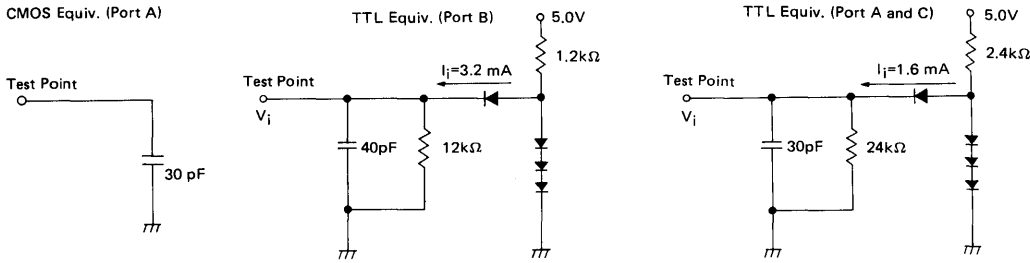 CMOS Equiv. (Port A)
Test Point
30 pF
TTL Equiv. (Port B)
5.0V
1.2kΩ
Ii=3.2 mA
Test Point
Vi
40pF
12kΩ
TTL Equiv. (Port A and C)
5.0V
2.4kΩ
Ii=1.6 mA
Test Point
Vi
30pF
24kΩ